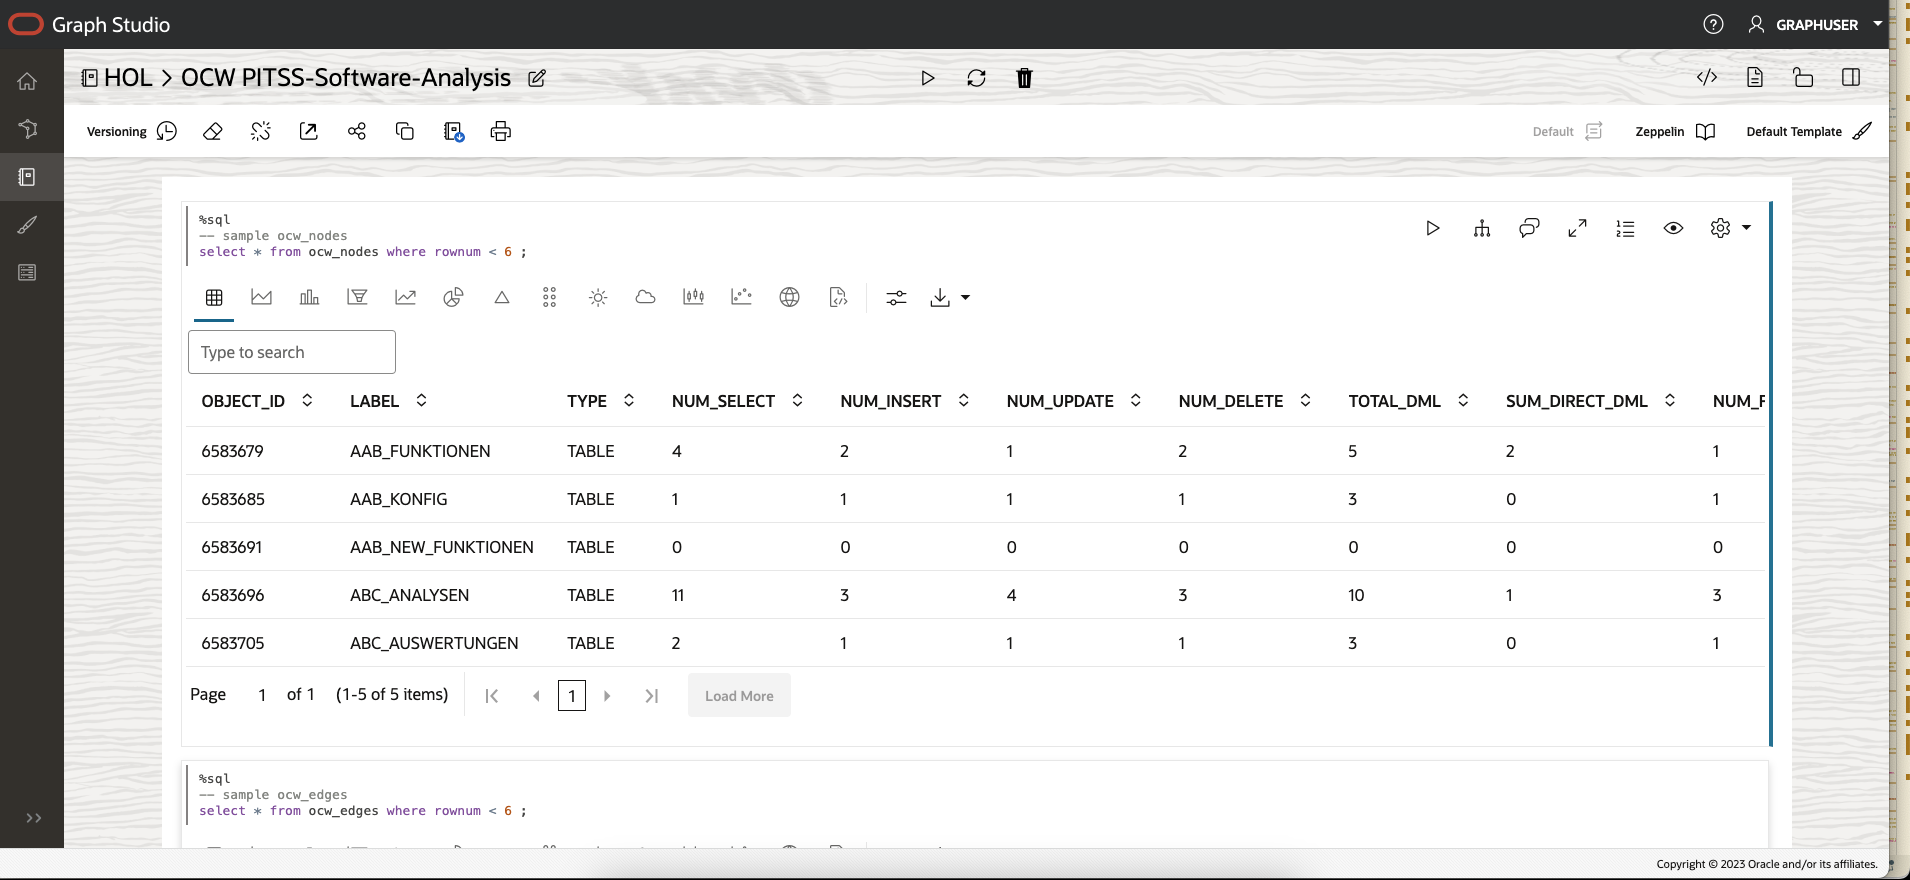 Graph Studio
GRAPHUSER
HOL > OCW PITSS-Software-Analysis
Versioning
Default
Zeppelin
Default Template
%sql
-- sample ocw_nodes
select * from ocw_nodes where rownum < 6 ;
Type to search
OBJECT_ID LABEL TYPE NUM_SELECT NUM_INSERT NUM_UPDATE NUM_DELETE TOTAL_DML SUM_DIRECT_DML NUM_F
6583679 AAB_FUNKTIONEN TABLE 4 2 1 2 5 2 1
6583685 AAB_KONFIG TABLE 1 1 1 1 3 0 1
6583691 AAB_NEW_FUNKTIONEN TABLE 0 0 0 0 0 0 0
6583696 ABC_ANALYSEN TABLE 11 3 4 3 10 1 3
6583705 ABC_AUSWERTUNGEN TABLE 2 1 1 1 3 0 1
Page 1 of 1 (1-5 of 5 items) 1 Load More
%sql
-- sample ocw_edges
select * from ocw_edges where rownum < 6 ;
Copyright © 2023 Oracle and/or its affiliates.